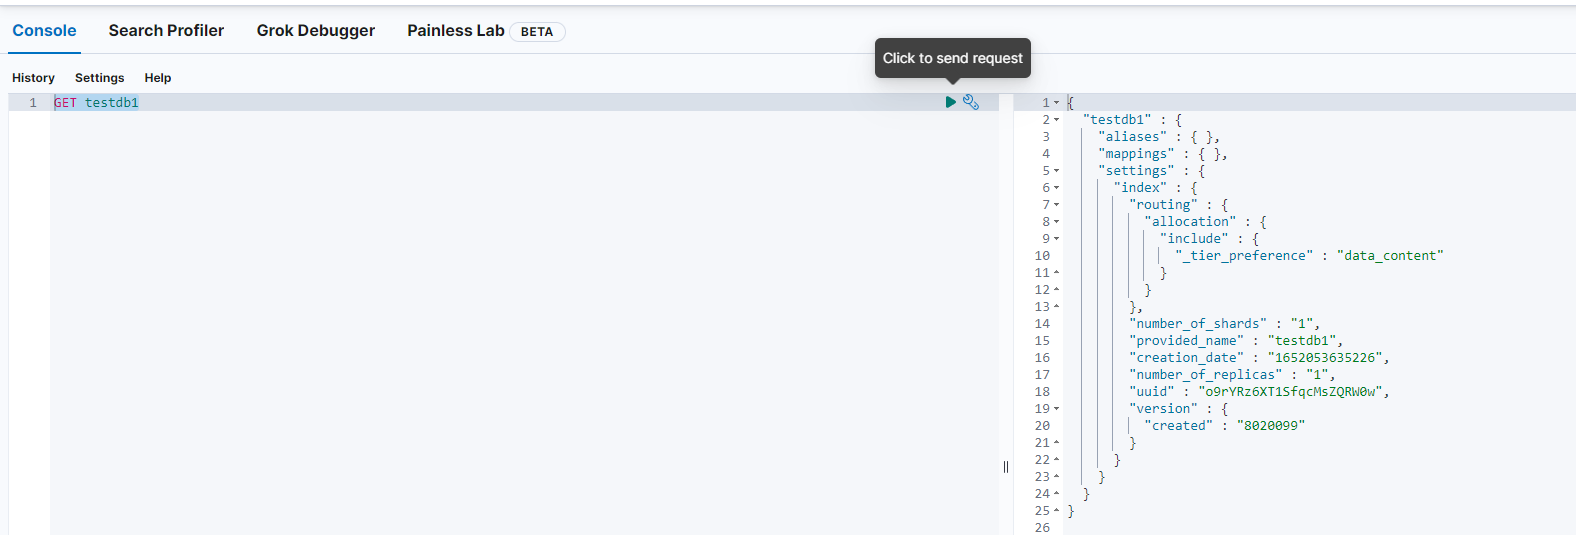 Console Search Profiler Grok Debugger Painless Lab BETA
Click to send request
History Settings Help
1 GET testdb1
1 {
2 "testdb1" : {
3 "aliases" : { },
4 "mappings" : { },
5 "settings" : {
6 "index" : {
7 "routing" : {
8 "allocation" : {
9 "include" : {
10 "_tier_preference" : "data_content"
11 }
12 }
13 },
14 "number_of_shards" : "1",
15 "provided_name" : "testdb1",
16 "creation_date" : "1652053635226",
17 "number_of_replicas" : "1",
18 "uuid" : "o9rYRz6XT1SfqcMsZQRW0w",
19 "version" : {
20 "created" : "8020099"
21 }
22 }
23 }
24 }
25 }
26